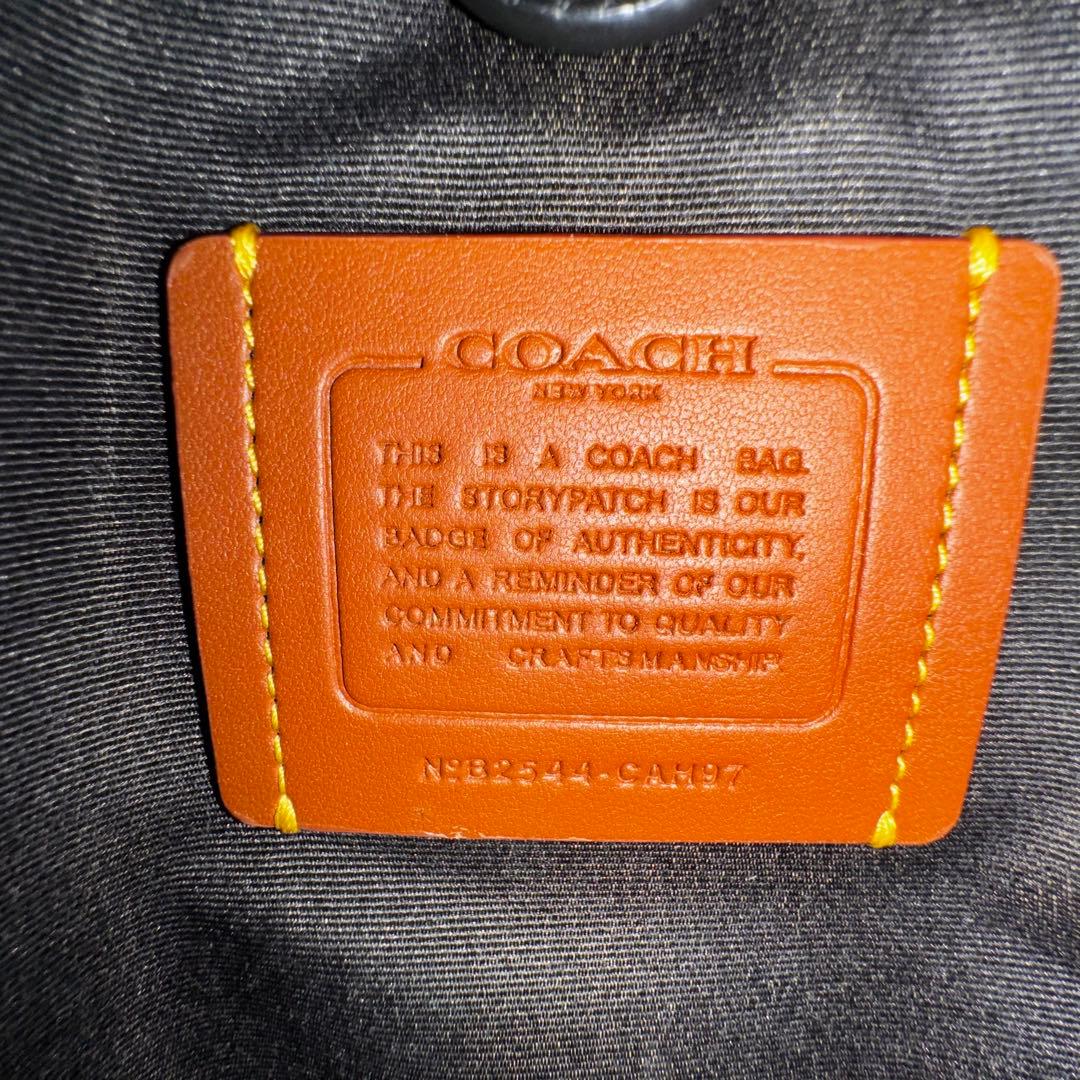 COACH
NEW YORK
THIS IS A COACH BAG.
THE STORYPATCH IS OUR
BADGE OF AUTHENTICITY,
AND A REMINDER OF OUR
COMMITMENT TO QUALITY
AND CRAFTSMANSHIP.
Nº B2544-CAH97